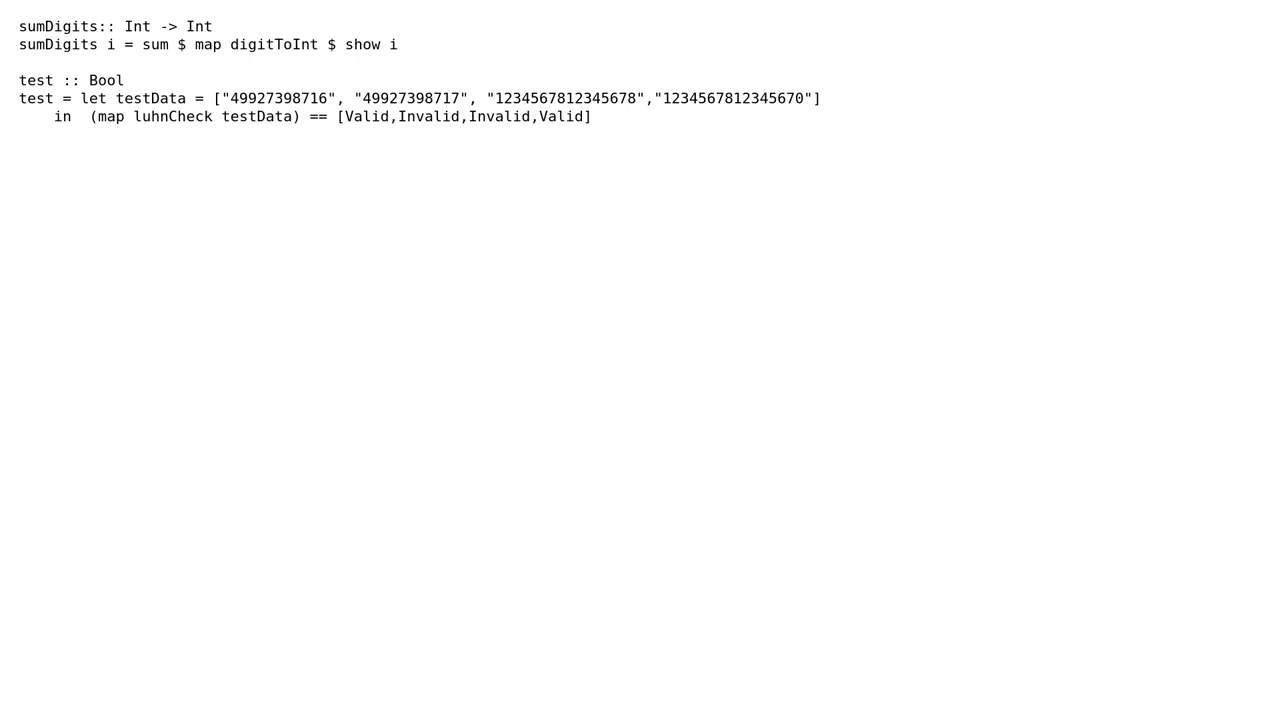 sumDigits:: Int -> Int
sumDigits i = sum $ map digitToInt $ show i

test :: Bool
test = let testData = ["49927398716", "49927398717", "1234567812345678","1234567812345670"]
    in  (map luhnCheck testData) == [Valid,Invalid,Invalid,Valid]